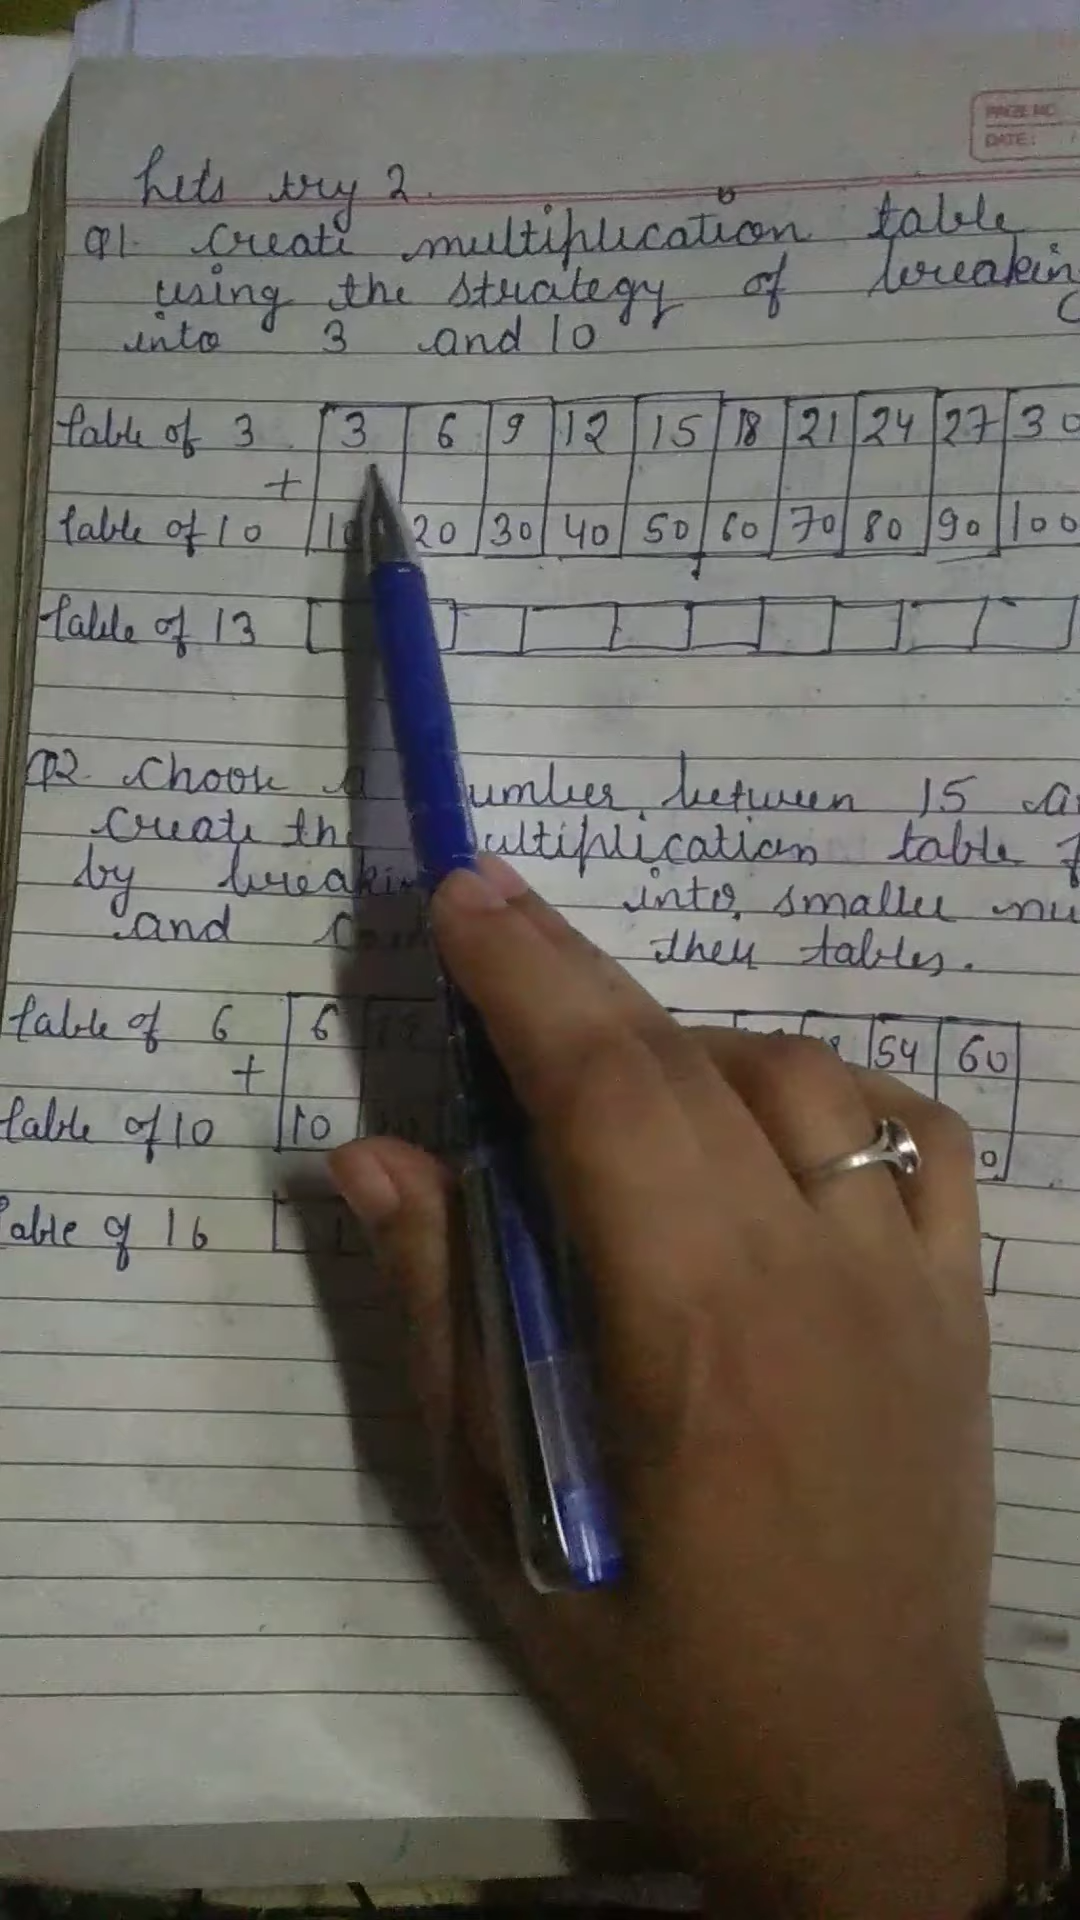 PAGE NO.
DATE:
Lets try 2.
Q1. Create multiplication table
using the strategy of breakin
into 3 and 10
Table of 3 3 6 9 12 15 18 21 24 27 30
+
Table of 10 20 30 40 50 60 70 80 90 100
Table of 13
Q2. Choose umber between 15
create th ultiplication table
by breakin into smaller nu
and their tables.
Table of 6 6 54 60
+
Table of 10 10
Table of 16